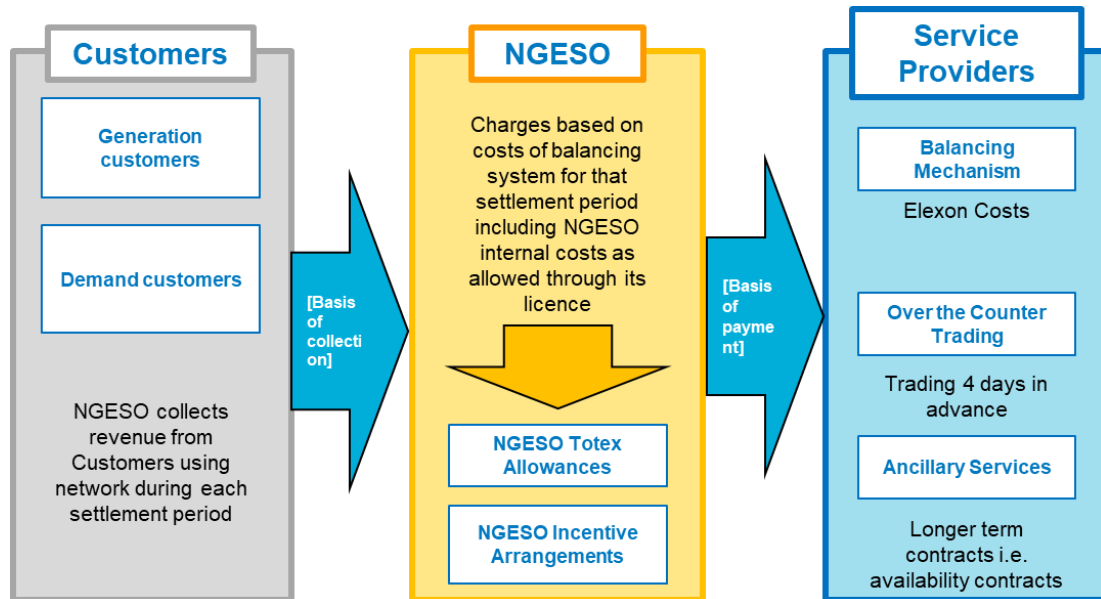 Customers
Generation
customers
Demand customers
NGESO collects
revenue from
Customers using
network during each
settlement period
[Basis
of
collecti
on]
NGESO
Charges based on
costs of balancing
system for that
settlement period
including NGESO
internal costs as
allowed through its
licence
NGESO Totex
Allowances
NGESO Incentive
Arrangements
[Basis
of
payme
nt]
Service
Providers
Balancing
Mechanism
Elexon Costs
Over the Counter
Trading
Trading 4 days in
advance
Ancillary Services
Longer term
contracts i.e.
availability contracts